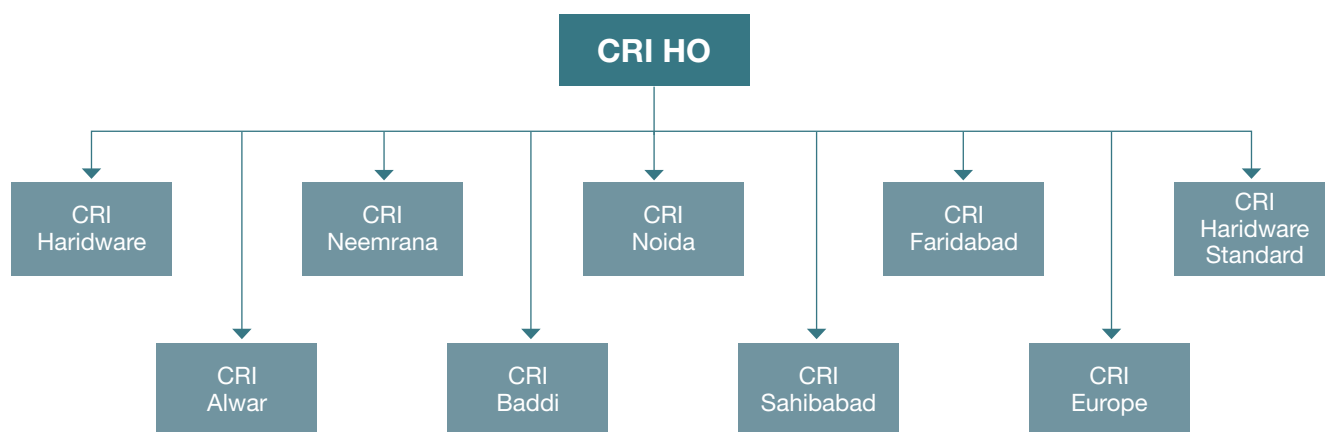 CRI HO
CRI
Haridware
CRI
Neemrana
CRI
Noida
CRI
Faridabad
CRI
Haridware
Standard
CRI
Alwar
CRI
Baddi
CRI
Sahibabad
CRI
Europe